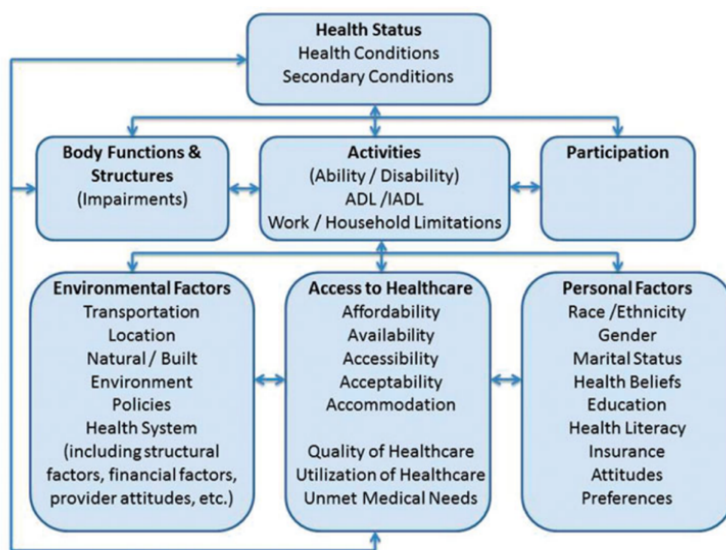 Health Status
Health Conditions
Secondary Conditions
Body Functions &
Structures
(Impairments)
Activities
(Ability / Disability)
ADL /IADL
Work / Household Limitations
Participation
Environmental Factors
Transportation
Location
Natural / Built
Environment
Policies
Health System
(including structural
factors, financial factors,
provider attitudes, etc.)
Access to Healthcare
Affordability
Availability
Accessibility
Acceptability
Accommodation
Quality of Healthcare
Utilization of Healthcare
Unmet Medical Needs
Personal Factors
Race /Ethnicity
Gender
Marital Status
Health Beliefs
Education
Health Literacy
Insurance
Attitudes
Preferences